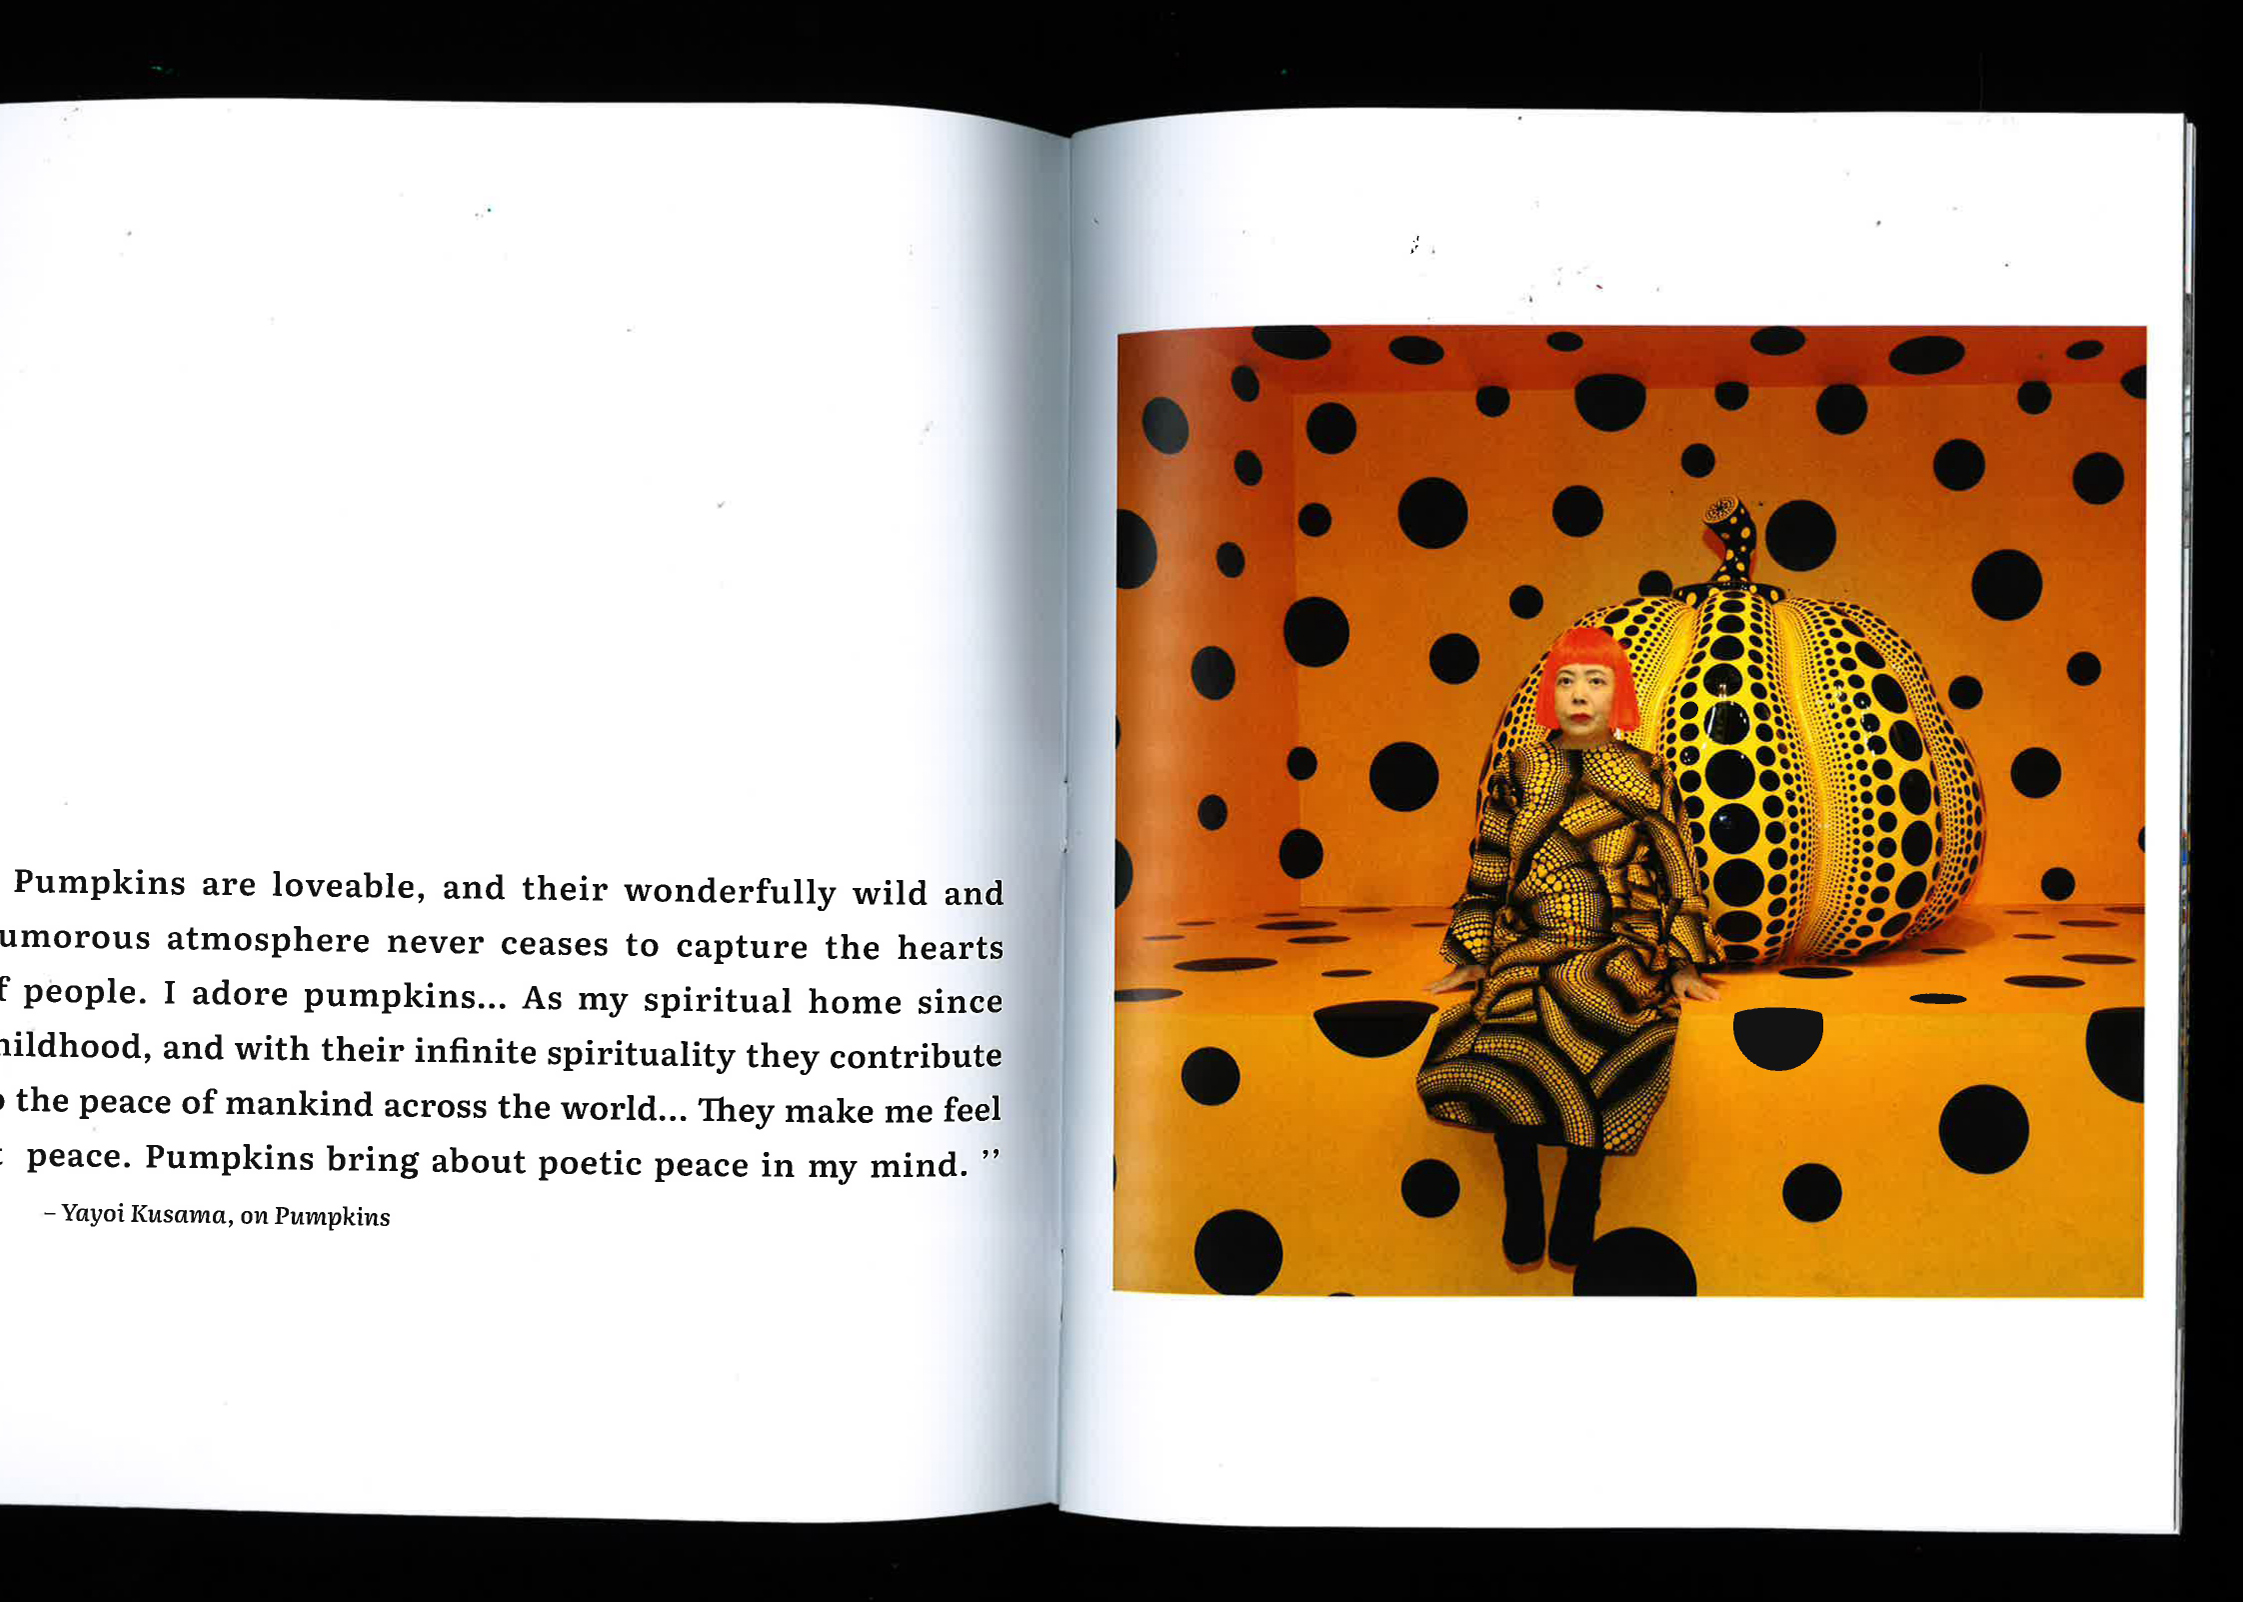 Pumpkins are loveable, and their wonderfully wild and
umorous atmosphere never ceases to capture the hearts
f people. I adore pumpkins... As my spiritual home since
hildhood, and with their infinite spirituality they contribute
the peace of mankind across the world... They make me feel
peace. Pumpkins bring about poetic peace in my mind. ”
– Yayoi Kusama, on Pumpkins